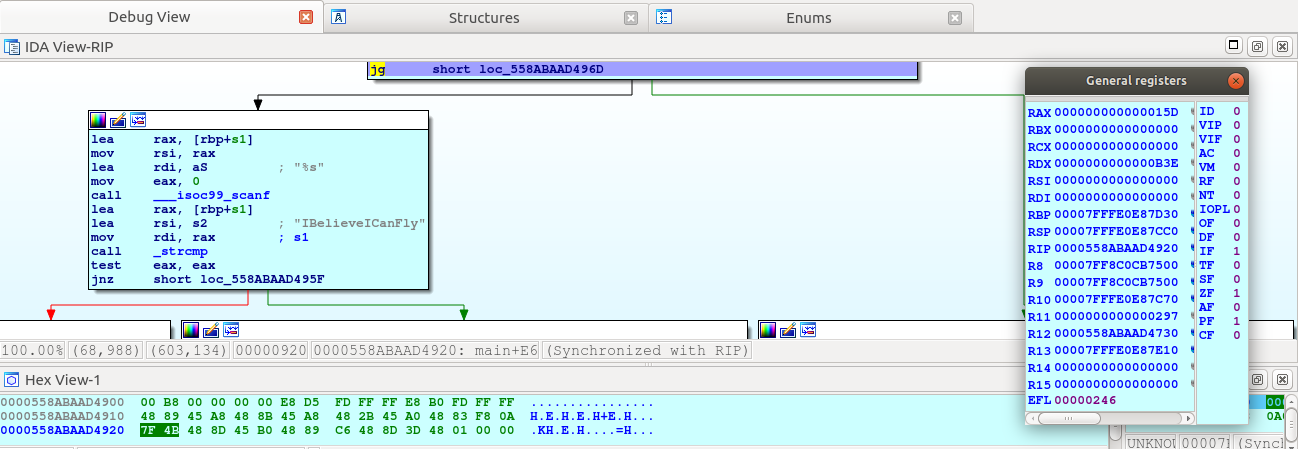 Debug View
Structures
Enums
IDA View-RIP
jg short loc_558ABAAD496D
lea rax, [rbp+s1]
mov rsi, rax
lea rdi, aS ; "%s"
mov eax, 0
call ___isoc99_scanf
lea rax, [rbp+s1]
lea rsi, s2 ; "IBelieveICanFly"
mov rdi, rax ; s1
call _strcmp
test eax, eax
jnz short loc_558ABAAD495F
100.00% (68,988) (603,134) 00000920 0000558ABAAD4920: main+E6 (Synchronized with RIP)
General registers
RAX 000000000000015D
RBX 0000000000000000
RCX 0000000000000000
RDX 0000000000000B3E
RSI 0000000000000000
RDI 0000000000000000
RBP 00007FFFE0E87D30
RSP 00007FFFE0E87CC0
RIP 0000558ABAAD4920
R8 00007FF8C0CB7500
R9 00007FF8C0CB7500
R10 00007FFFE0E87C70
R11 0000000000000297
R12 0000558ABAAD4730
R13 00007FFFE0E87E10
R14 0000000000000000
R15 0000000000000000
EFL 00000246
ID 0
VIP 0
VIF 0
AC 0
VM 0
RF 0
NT 0
IOPL 0
OF 0
DF 0
IF 1
TF 0
SF 0
ZF 1
AF 0
PF 1
CF 0
Hex View-1
0000558ABAAD4900 00 B8 00 00 00 00 E8 D5 FD FF FF E8 B0 FD FF FF ................
0000558ABAAD4910 48 89 45 A8 48 8B 45 A8 48 2B 45 A0 48 83 F8 0A H.E.H.E.H+E.H...
0000558ABAAD4920 7F 4B 48 8D 45 B0 48 89 C6 48 8D 3D 48 01 00 00 .KH.E.H....=H...